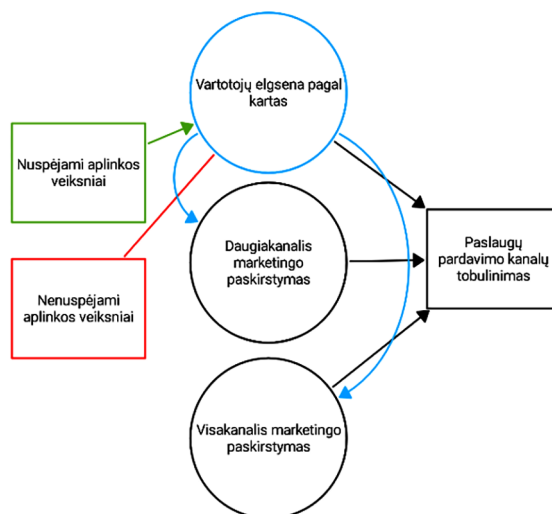 Vartotojų elgsena pagal
kartas
Nuspėjami aplinkos
veiksniai
Daugiakanalis
marketingo
paskirstymas
Paslaugų
pardavimo kanalų
tobulinimas
Nenuspėjami
aplinkos veiksniai
Visakanalis marketingo
paskirstymas